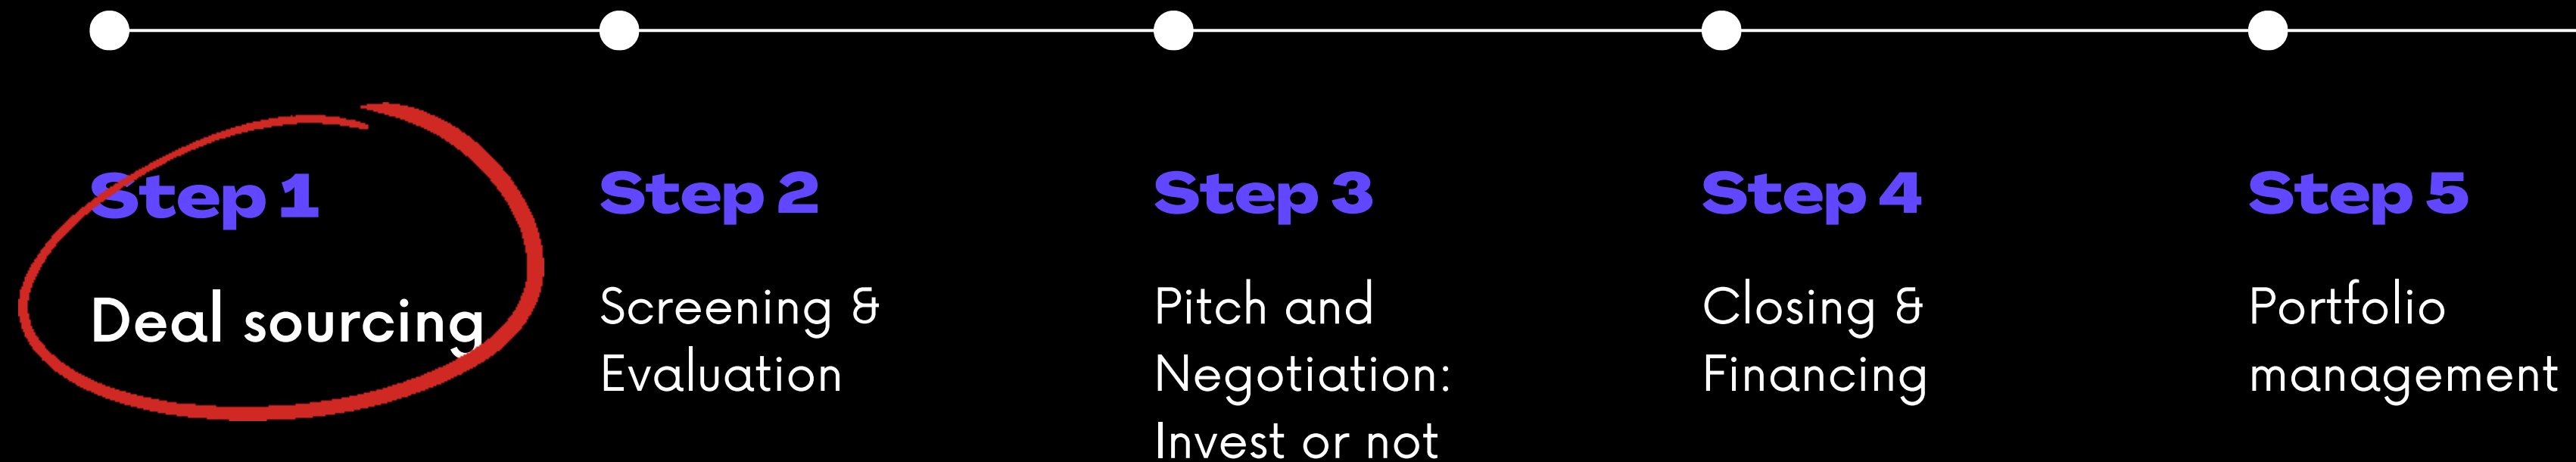 Step 1
Deal sourcing
Step 2
Screening &
Evaluation
Step 3
Pitch and
Negotiation:
Invest or not
Step 4
Closing &
Financing
Step 5
Portfolio
management